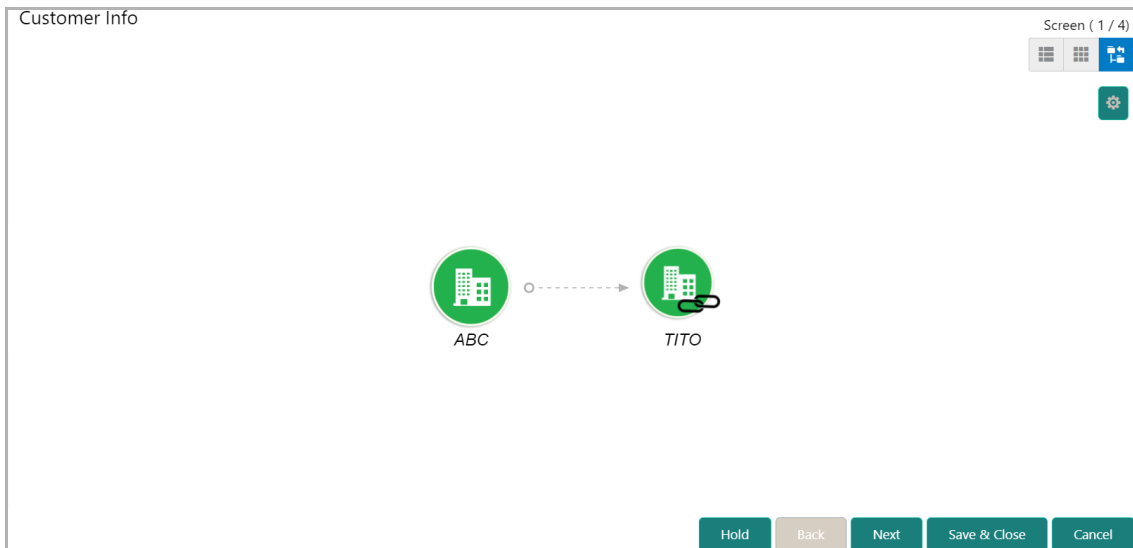 Customer Info
Screen ( 1 / 4)
ABC
TITO
Hold
Back
Next
Save & Close
Cancel